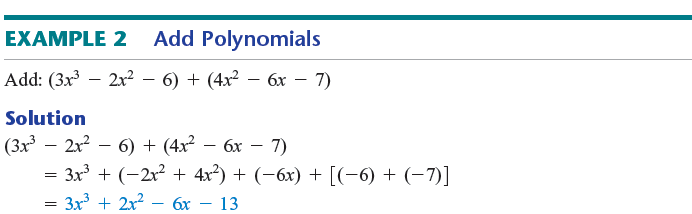 EXAMPLE 2 Add Polynomials
Add: (3x³ − 2x² − 6) + (4x² − 6x − 7)
Solution
(3x³ − 2x² − 6) + (4x² − 6x − 7)
= 3x³ + (−2x² + 4x²) + (−6x) + [(−6) + (−7)]
= 3x³ + 2x² − 6x − 13